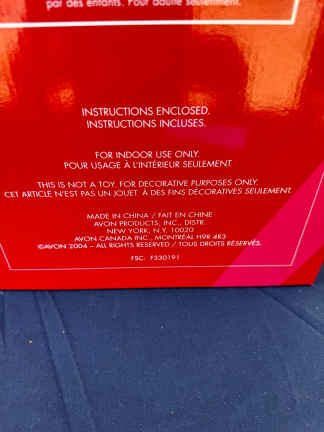 par des enfants. Pour adulte seulement.
INSTRUCTIONS ENCLOSED.
INSTRUCTIONS INCLUSES.
FOR INDOOR USE ONLY.
POUR USAGE À L'INTÉRIEUR SEULEMENT
THIS IS NOT A TOY, FOR DECORATIVE PURPOSES ONLY.
CET ARTICLE N'EST PAS UN JOUET. À DES FINS DÉCORATIVES SEULEMENT.
MADE IN CHINA / FAIT EN CHINE
AVON PRODUCTS, INC., DISTR.
NEW YORK, N.Y. 10020
AVON CANADA INC., MONTRÉAL H9R 4R3
©AVON 2004 – ALL RIGHTS RESERVED / TOUS DROITS RÉSERVÉS.
FSC: F330191